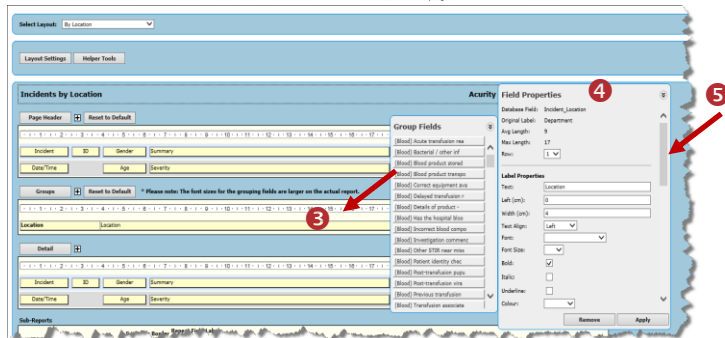 Select Layout: By Location
Layout Settings Helper Tools
Incidents by Location Acurity
Page Header Reset to Default
Incident ID Gender Summary
Date/Time Age Severity
Groups Reset to Default * Please note: The font sizes for the grouping fields are larger on the actual report.
Location Location
Detail
Incident ID Gender Summary
Date/Time Age Severity
Sub-Reports
3
Group Fields
[Blood] Acute transfusion rea
[Blood] Bacterial / other inf
[Blood] Blood product stored
[Blood] Blood product transpo
[Blood] Correct equipment ava
[Blood] Delayed transfusion r
[Blood] Details of product -
[Blood] Has the hospital bloo
[Blood] Incorrect blood compo
[Blood] Investigation commenc
[Blood] Other STIR near miss
[Blood] Patient identity chec
[Blood] Post-transfusion pupu
[Blood] Post-transfusion vira
[Blood] Previous transfusion
[Blood] Transfusion associate
Field Properties 4
5
Database Field: Incident_Location
Original Label: Department
Avg Length: 9
Max Length: 17
Row: 1
Label Properties
Text: Location
Left (cm): 0
Width (cm): 4
Text Align: Left
Font:
Font Size:
Bold:
Italic:
Underline:
Colour:
Remove Apply